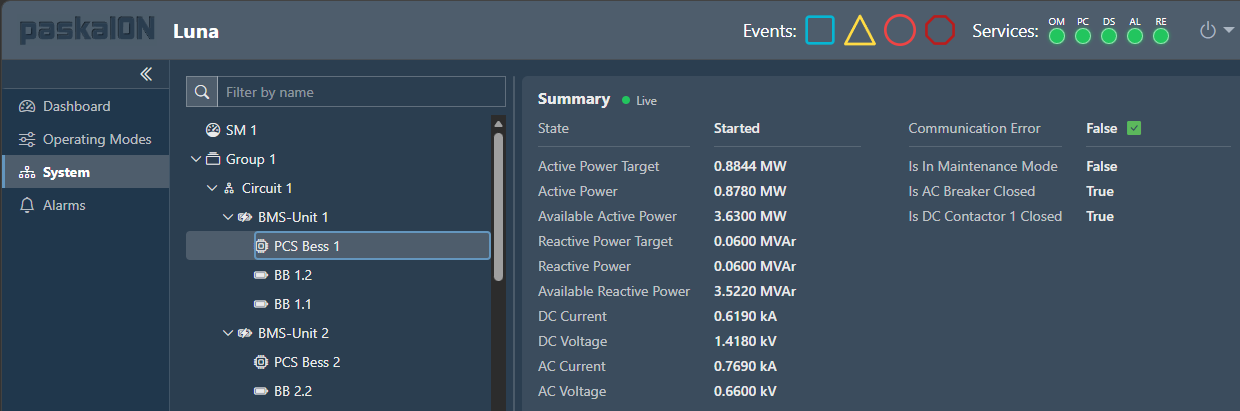 paskalON
Luna
Events:
Services:
OM PC DS AL RE
Dashboard
Operating Modes
System
Alarms
Filter by name
SM 1
Group 1
Circuit 1
BMS-Unit 1
PCS Bess 1
BB 1.2
BB 1.1
BMS-Unit 2
PCS Bess 2
BB 2.2
Summary Live
State Started
Active Power Target 0.8844 MW
Active Power 0.8780 MW
Available Active Power 3.6300 MW
Reactive Power Target 0.0600 MVAr
Reactive Power 0.0600 MVAr
Available Reactive Power 3.5220 MVAr
DC Current 0.6190 kA
DC Voltage 1.4180 kV
AC Current 0.7690 kA
AC Voltage 0.6600 kV
Communication Error False
Is In Maintenance Mode False
Is AC Breaker Closed True
Is DC Contactor 1 Closed True